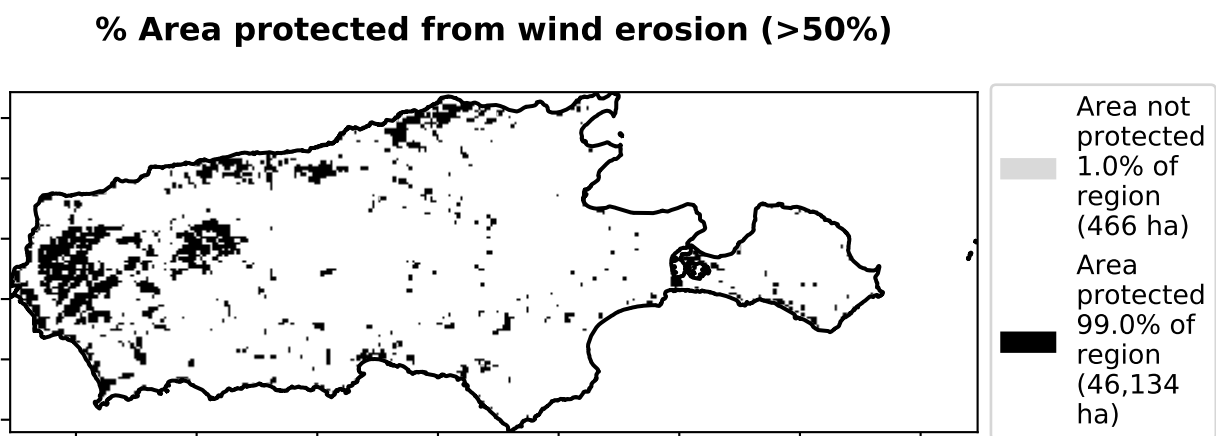 % Area protected from wind erosion (>50%)
Area not
protected
1.0% of
region
(466 ha)
Area
protected
99.0% of
region
(46,134
ha)